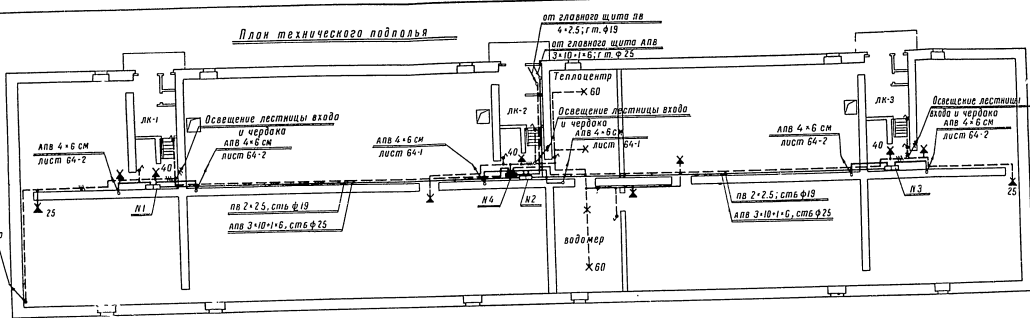 План технического подполья
от главного щита пв
4×2.5; гт. ф19
от главного щита АПВ
3×10+1×6; гт. ф25
Теплоцентр
60
ЛК-1
ЛК-2
ЛК-3
Освещение лестницы входа
и чердака
АПВ 4×6 см
лист 64-2
40
АПВ 4×6 см
лист 64-2
Освещение лестницы входа
и чердака
АПВ 4×6 см
лист 64-1
40
АПВ 4×6 см
лист 64-1
Освещение лестницы
входа и чердака
АПВ 4×6 см
лист 64-2
40
АПВ 4×6 см
лист 64-2
25
N1
N4
N2
N3
25
пв 2×2.5, стб ф19
АПВ 3×10+1×6, стб ф25
пв 2×2.5; стб ф19
АПВ 3×10+1×6, стб ф25
водомер
60